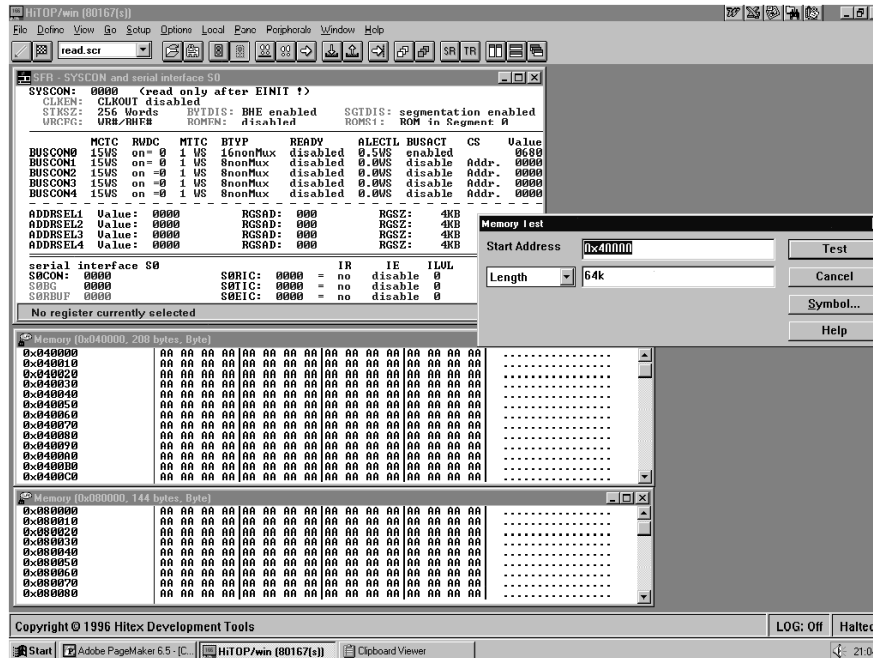 HiTOP/win (80167(s))
File Do View Go Setup Options Local Pane Peripherals Window Help
read.scr SR TR
SFR - SYSCON and serial interface S0
SYSCON: 0000 (read only after EINIT !)
CLKEN: CLKOUT disabled
STKSZ: 256 Words BYTDIS: BHE enabled SGTDIS: segmentation enabled
WRCFG: WR#/BHE# ROMEN: disabled ROMS1: ROM in Segment 0
MCTC RWDC MTTC BTYP READY ALECTL BUSACT CS Value
BUSCON0 15WS on= 0 1 WS 16nonMux disabled 0.5WS enabled 0680
BUSCON1 15WS on= 0 1 WS 8nonMux disabled 0.0WS disable Addr. 0000
BUSCON2 15WS on =0 1 WS 8nonMux disabled 0.0WS disable Addr. 0000
BUSCON3 15WS on =0 1 WS 8nonMux disabled 0.0WS disable Addr. 0000
BUSCON4 15WS on =0 1 WS 8nonMux disabled 0.0WS disable Addr. 0000
ADDRSEL1 Value: 0000 RGSAD: 000 RGSZ: 4KB
ADDRSEL2 Value: 0000 RGSAD: 000 RGSZ: 4KB
ADDRSEL3 Value: 0000 RGSAD: 000 RGSZ: 4KB
ADDRSEL4 Value: 0000 RGSAD: 000 RGSZ: 4KB
serial interface S0 IR IE ILVL
S0CON: 0000 S0RIC: 0000 = no disable 0
S0BG 0000 S0TIC: 0000 = no disable 0
S0RBUF 0000 S0EIC: 0000 = no disable 0
No register currently selected
Memory Test
Start Address 0x40000 Test
Length 64k Cancel
Symbol...
Help
Memory (0x040000, 208 bytes, Byte)
0x040000 AA AA AA AA AA AA AA AA AA AA AA AA AA AA AA AA ................
0x040010 AA AA AA AA AA AA AA AA AA AA AA AA AA AA AA AA ................
0x040020 AA AA AA AA AA AA AA AA AA AA AA AA AA AA AA AA ................
0x040030 AA AA AA AA AA AA AA AA AA AA AA AA AA AA AA AA ................
0x040040 AA AA AA AA AA AA AA AA AA AA AA AA AA AA AA AA ................
0x040050 AA AA AA AA AA AA AA AA AA AA AA AA AA AA AA AA ................
0x040060 AA AA AA AA AA AA AA AA AA AA AA AA AA AA AA AA ................
0x040070 AA AA AA AA AA AA AA AA AA AA AA AA AA AA AA AA ................
0x040080 AA AA AA AA AA AA AA AA AA AA AA AA AA AA AA AA ................
0x040090 AA AA AA AA AA AA AA AA AA AA AA AA AA AA AA AA ................
0x0400A0 AA AA AA AA AA AA AA AA AA AA AA AA AA AA AA AA ................
0x0400B0 AA AA AA AA AA AA AA AA AA AA AA AA AA AA AA AA ................
0x0400C0 AA AA AA AA AA AA AA AA AA AA AA AA AA AA AA AA ................
Memory (0x080000, 144 bytes, Byte)
0x080000 AA AA AA AA AA AA AA AA AA AA AA AA AA AA AA AA ................
0x080010 AA AA AA AA AA AA AA AA AA AA AA AA AA AA AA AA ................
0x080020 AA AA AA AA AA AA AA AA AA AA AA AA AA AA AA AA ................
0x080030 AA AA AA AA AA AA AA AA AA AA AA AA AA AA AA AA ................
0x080040 AA AA AA AA AA AA AA AA AA AA AA AA AA AA AA AA ................
0x080050 AA AA AA AA AA AA AA AA AA AA AA AA AA AA AA AA ................
0x080060 AA AA AA AA AA AA AA AA AA AA AA AA AA AA AA AA ................
0x080070 AA AA AA AA AA AA AA AA AA AA AA AA AA AA AA AA ................
0x080080 AA AA AA AA AA AA AA AA AA AA AA AA AA AA AA AA ................
Copyright © 1996 Hitex Development Tools LOG: Off Halted
Start Adobe PageMaker 6.5 - [C... HiTOP/win (80167(s)) Clipboard Viewer 21:0